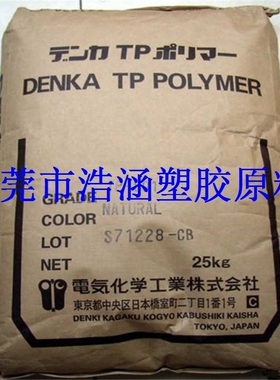 デンカ TP ポリマー
DENKA TP POLYMER
莞市浩涵塑胶原料
GRADE
COLOR NATURAL
LOT S71228-CB
NET 25kg
電気化学工業株式会社
東京都中央区日本橋室町二丁目1番1号 C
DENKI KAGAKU KOGYO KABUSHIKI KAISHA
TOKYO, JAPAN